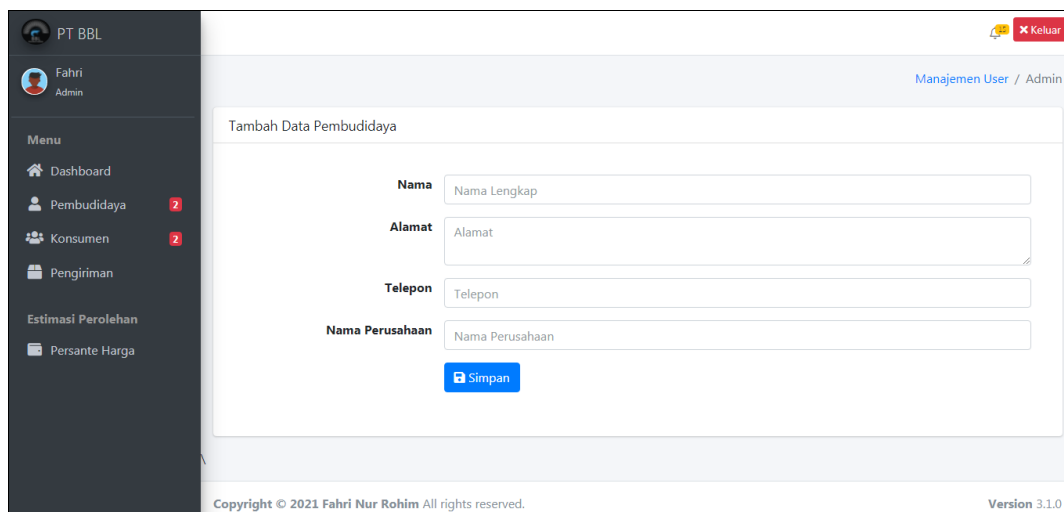 PT BBL
Keluar
Fahri
Admin
Manajemen User / Admin
Menu
Dashboard
Pembudidaya 2
Konsumen 2
Pengiriman
Estimasi Perolehan
Persante Harga
Tambah Data Pembudidaya
Nama Nama Lengkap
Alamat Alamat
Telepon Telepon
Nama Perusahaan Nama Perusahaan
Simpan
\
Copyright © 2021 Fahri Nur Rohim All rights reserved. Version 3.1.0